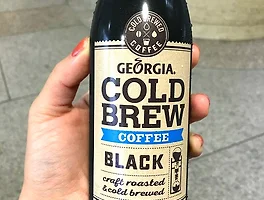 COLD BREWED
COFFEE
GEORGIA.
COLD
BREW
COFFEE
BLACK
craft roasted
& cold brewed